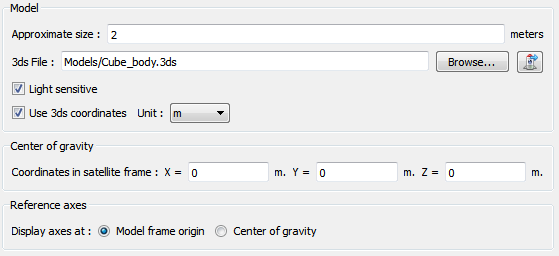 Model
Approximate size : 2 meters
3ds File : Models/Cube_body.3ds Browse...
Light sensitive
Use 3ds coordinates Unit : m
Center of gravity
Coordinates in satellite frame : X = 0 m. Y = 0 m. Z = 0 m.
Reference axes
Display axes at : Model frame origin Center of gravity